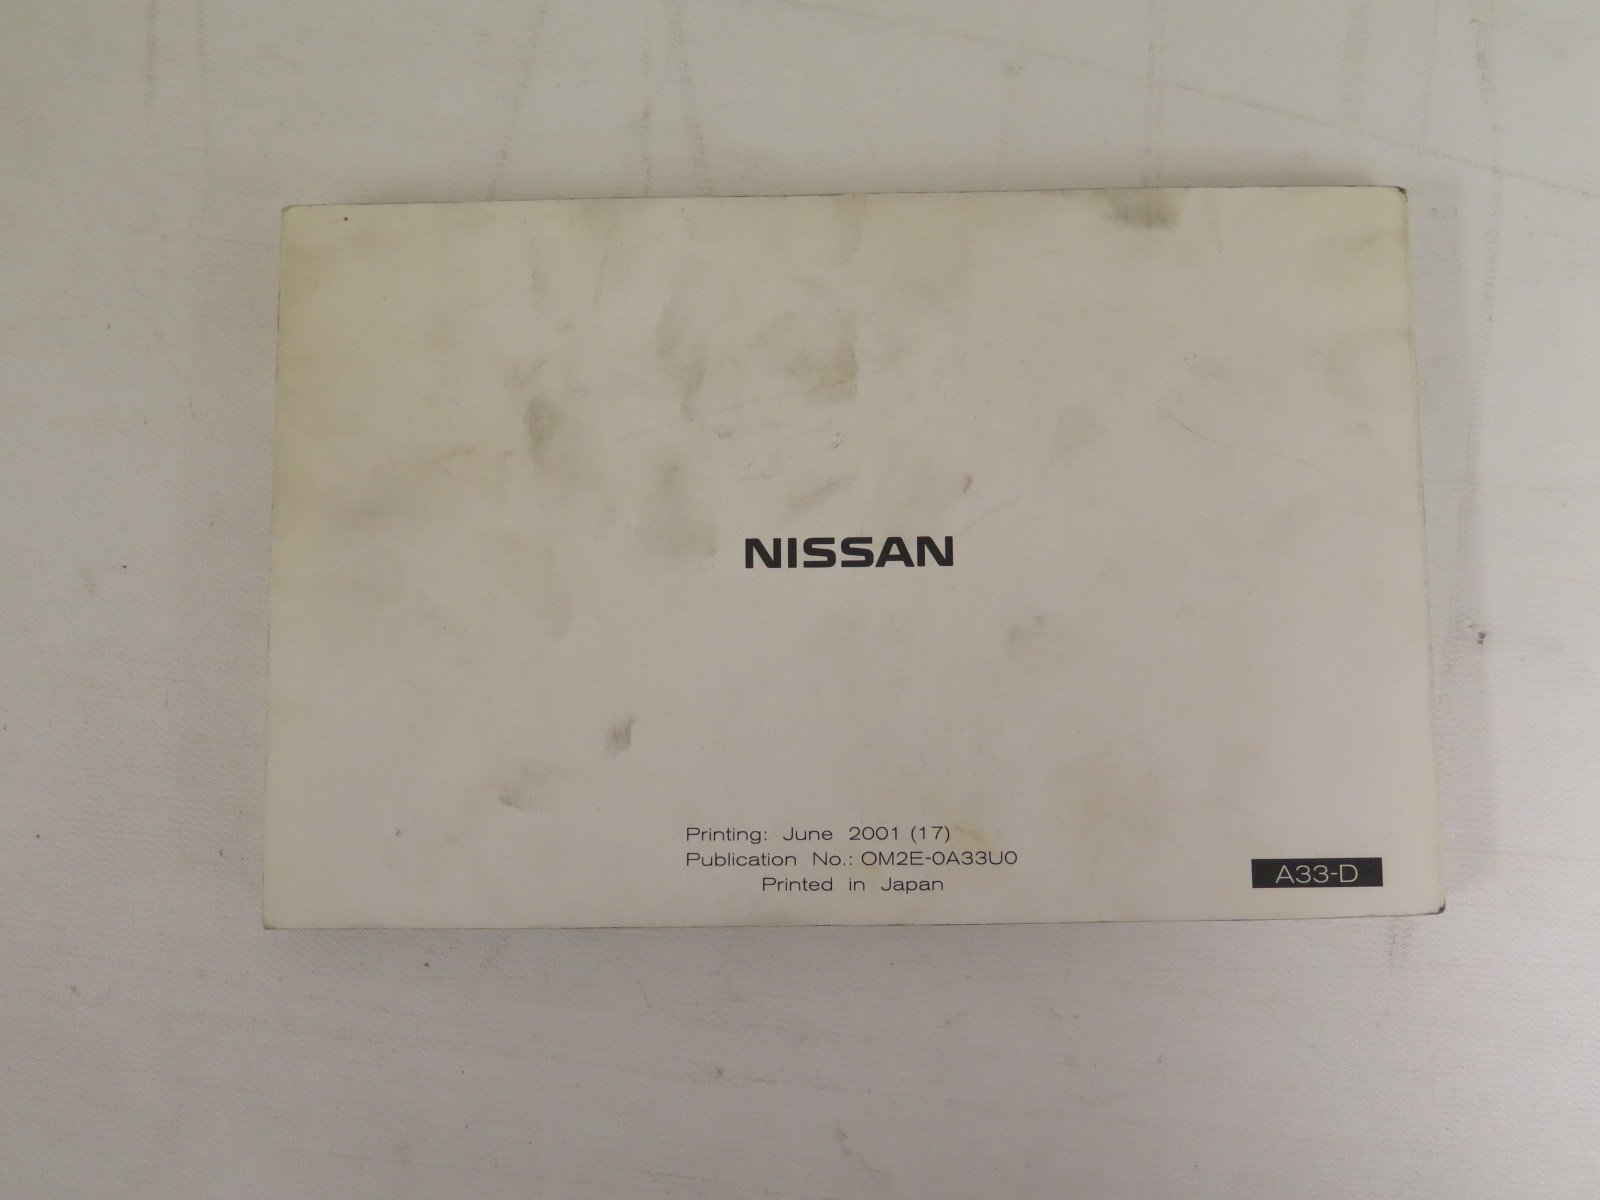 NISSAN
Printing: June 2001 (17)
Publication No.: OM2E-0A33U0
Printed in Japan
A33-D